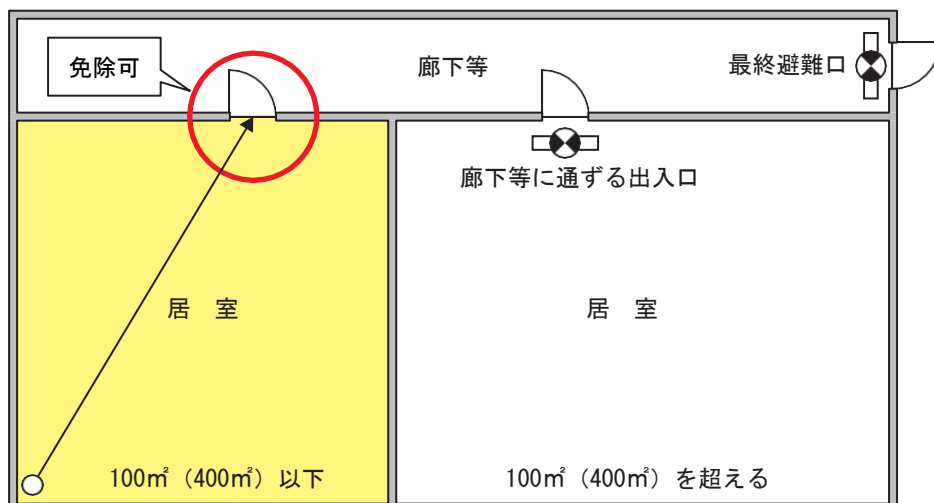 免除可
廊下等
最終避難口
廊下等に通ずる出入口
居 室
居 室
100㎡(400㎡)以下
100㎡(400㎡)を超える